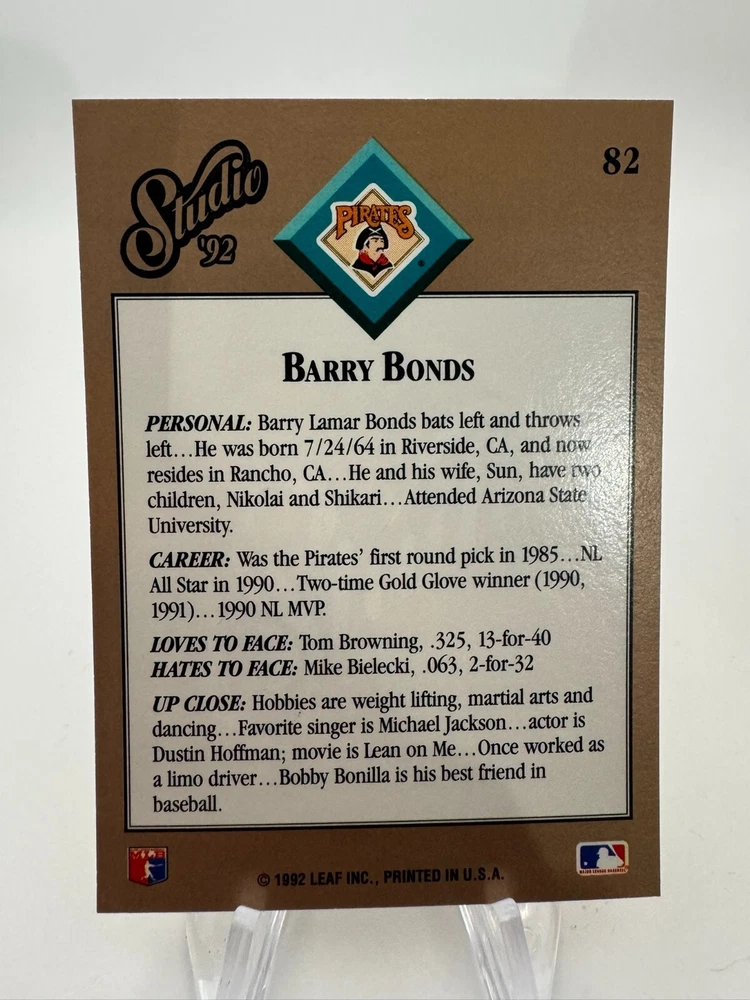 Studio
'92
82
PIRATES
®
BARRY BONDS
PERSONAL: Barry Lamar Bonds bats left and throws
left...He was born 7/24/64 in Riverside, CA, and now
resides in Rancho, CA...He and his wife, Sun, have two
children, Nikolai and Shikari...Attended Arizona State
University.
CAREER: Was the Pirates' first round pick in 1985...NL
All Star in 1990...Two-time Gold Glove winner (1990,
1991)...1990 NL MVP.
LOVES TO FACE: Tom Browning, .325, 13-for-40
HATES TO FACE: Mike Bielecki, .063, 2-for-32
UP CLOSE: Hobbies are weight lifting, martial arts and
dancing...Favorite singer is Michael Jackson...actor is
Dustin Hoffman; movie is Lean on Me...Once worked as
a limo driver...Bobby Bonilla is his best friend in
baseball.
© 1992 LEAF INC., PRINTED IN U.S.A.
MAJOR LEAGUE BASEBALL